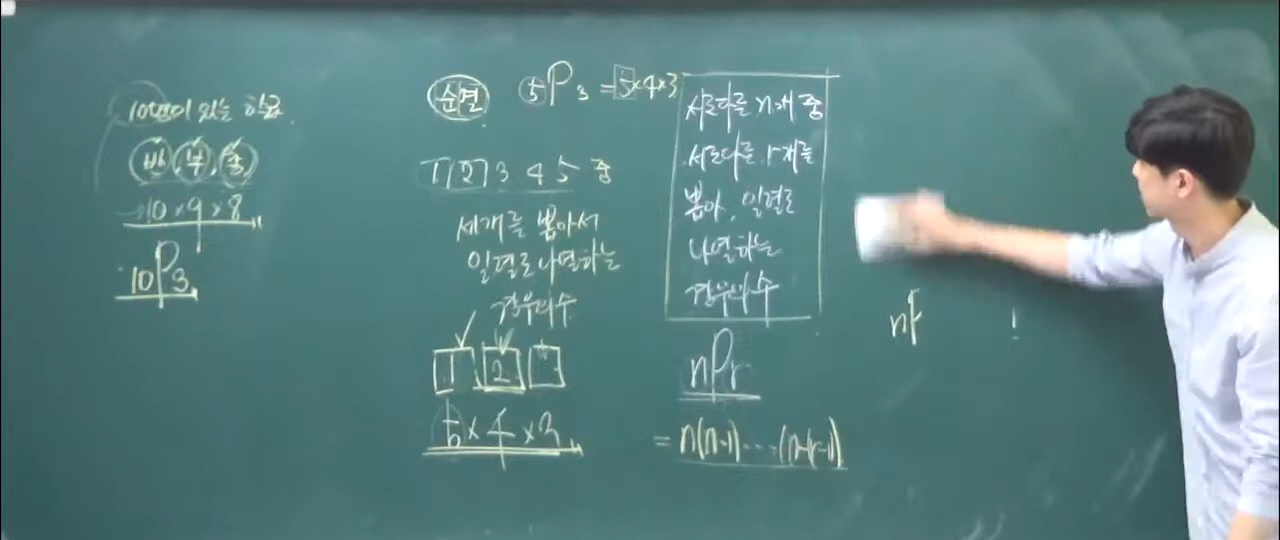 10명이 있는 학교
반, 부, 총
10×9×8
₁₀P₃
순열 ₅P₃ = 5×4×3
1 2 3 4 5 중
세개를 뽑아서
일렬로 나열하는
경우의수
1 2
5×4×3
서로다른 n개 중
서로다른 r개를
뽑아, 일렬로
나열하는
경우의 수
nPr
= n(n-1)····(n-(r-1))
!